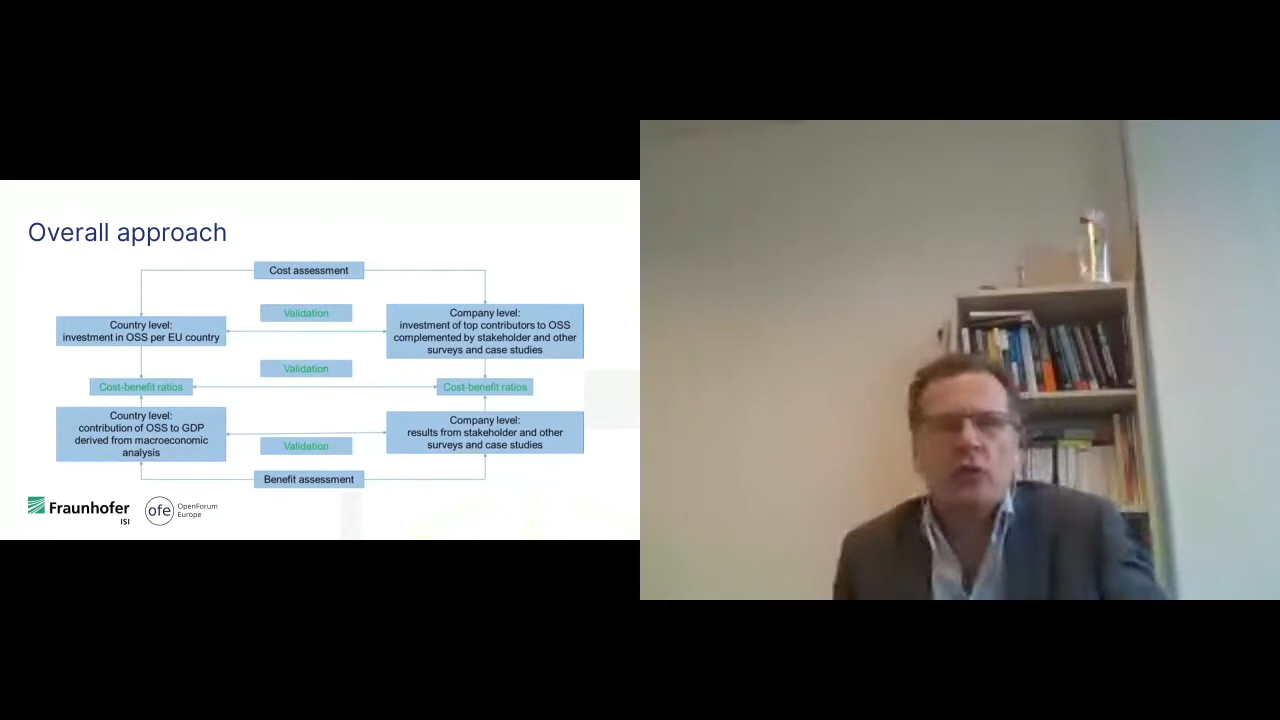 Overall approach
Cost assessment
Validation
Country level:
investment in OSS per EU country
Company level:
investment of top contributors to OSS
complemented by stakeholder and other
surveys and case studies
Validation
Cost-benefit ratios
Cost-benefit ratios
Country level:
contribution of OSS to GDP
derived from macroeconomic
analysis
Company level:
results from stakeholder and other
surveys and case studies
Validation
Benefit assessment
Fraunhofer
ISI
ofe
OpenForum
Europe